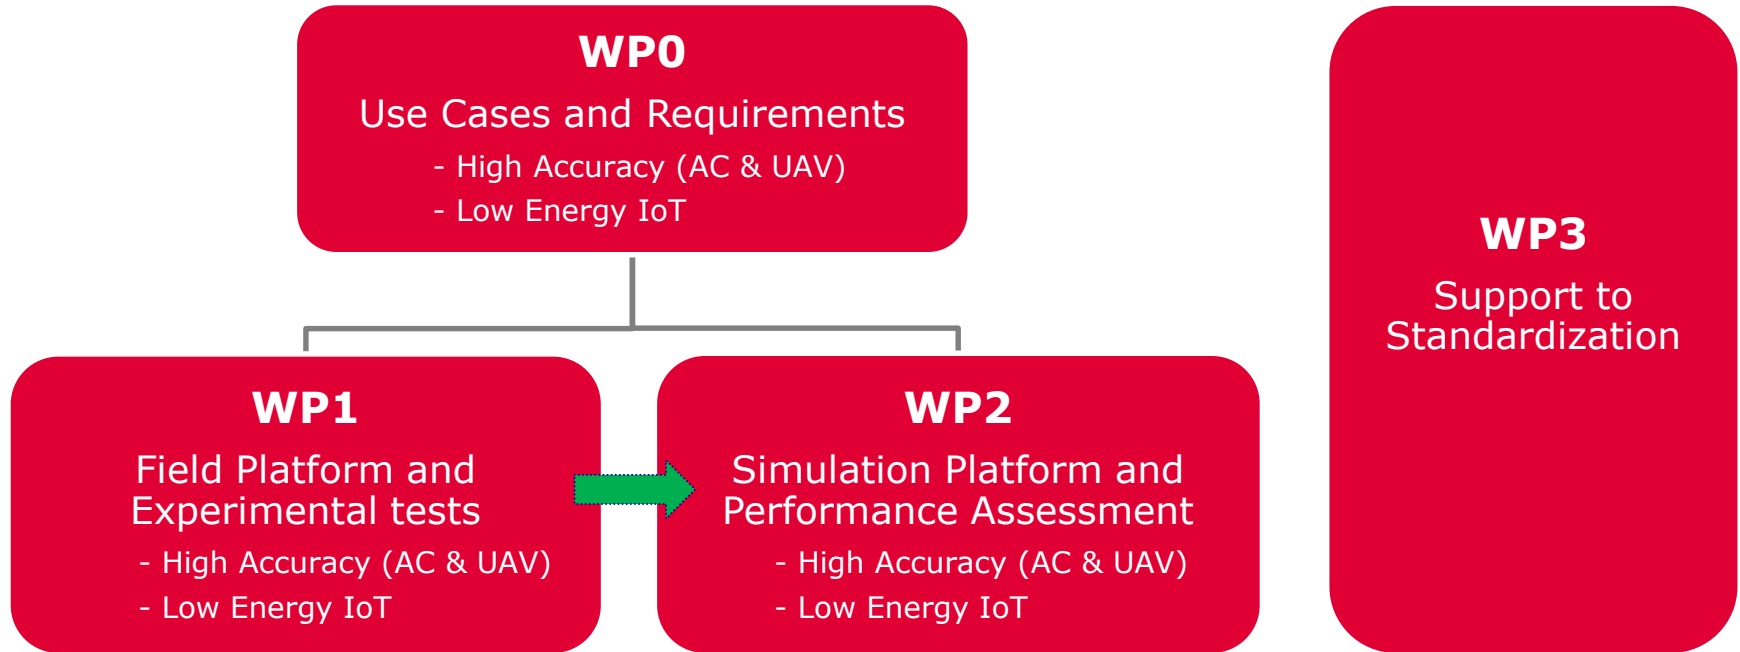 WP0
Use Cases and Requirements
- High Accuracy (AC & UAV)
- Low Energy IoT
WP1
Field Platform and
Experimental tests
- High Accuracy (AC & UAV)
- Low Energy IoT
WP2
Simulation Platform and
Performance Assessment
- High Accuracy (AC & UAV)
- Low Energy IoT
WP3
Support to
Standardization